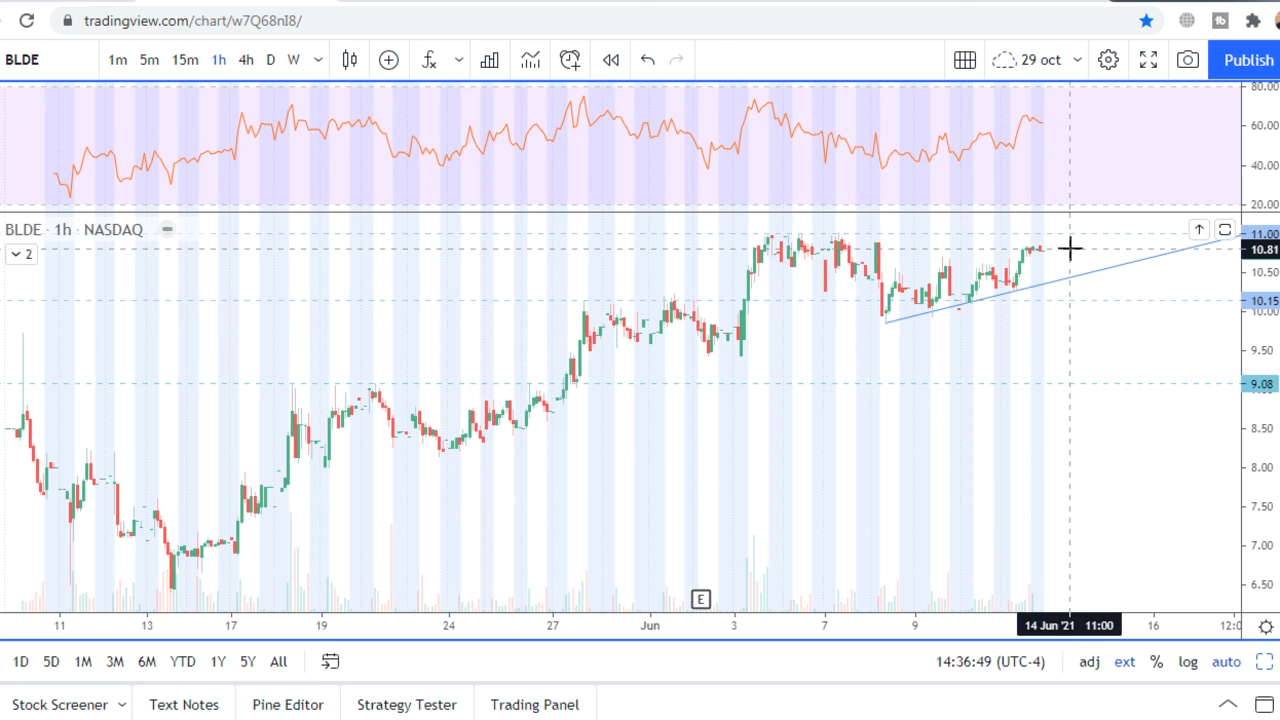 tradingview.com/chart/w7Q68nI8/
BLDE 1m 5m 15m 1h 4h D W 29 oct Publish
80.00
60.00
40.00
20.00
BLDE · 1h · NASDAQ
2
11.00
10.81
10.50
10.15
10.00
9.50
9.08
8.50
8.00
7.50
7.00
6.50
E
11 13 17 19 24 27 Jun 3 7 9 14 Jun '21 11:00 16 12:0
1D 5D 1M 3M 6M YTD 1Y 5Y All 14:36:49 (UTC-4) adj ext % log auto
Stock Screener Text Notes Pine Editor Strategy Tester Trading Panel